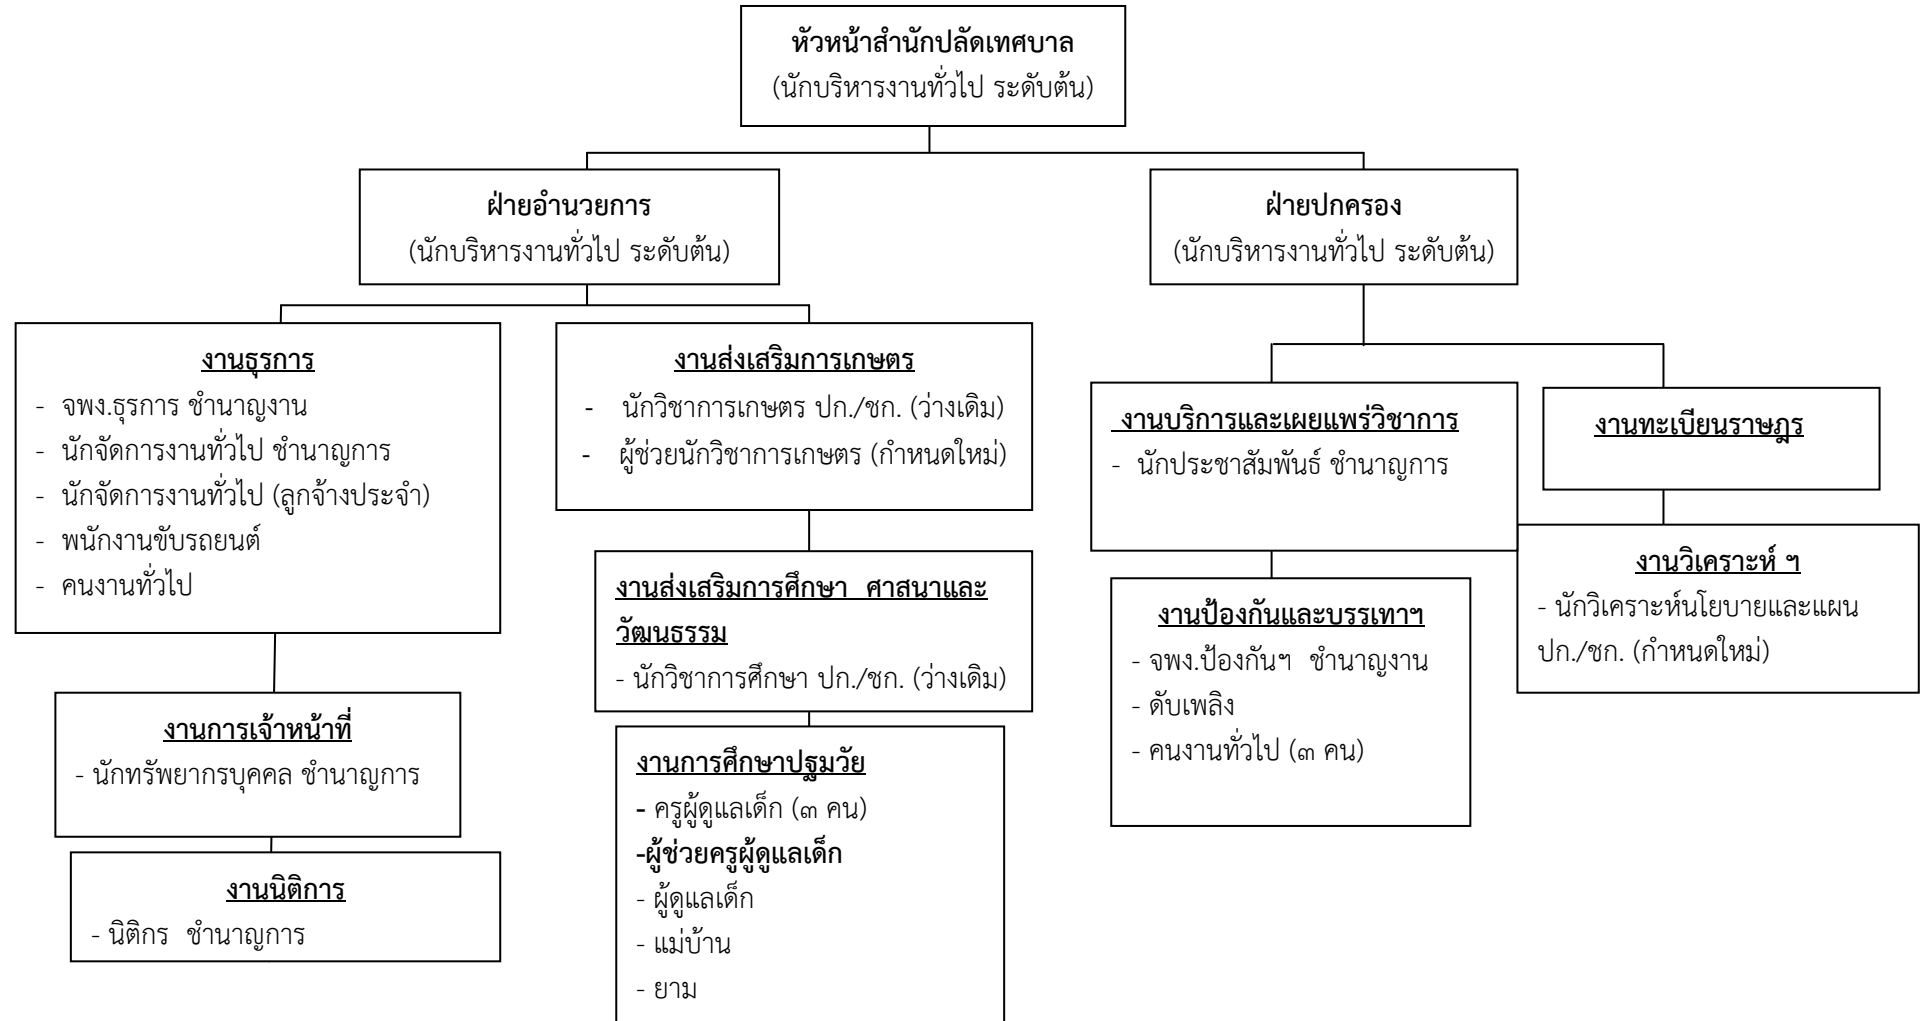 หัวหน้าสำนักปลัดเทศบาล
(นักบริหารงานทั่วไป ระดับต้น)
ฝ่ายอำนวยการ
(นักบริหารงานทั่วไป ระดับต้น)
ฝ่ายปกครอง
(นักบริหารงานทั่วไป ระดับต้น)
งานธุรการ
- จพง.ธุรการ ชำนาญงาน
- นักจัดการงานทั่วไป ชำนาญการ
- นักจัดการงานทั่วไป (ลูกจ้างประจำ)
- พนักงานขับรถยนต์
- คนงานทั่วไป
งานส่งเสริมการเกษตร
- นักวิชาการเกษตร ปก./ชก. (ว่างเดิม)
- ผู้ช่วยนักวิชาการเกษตร (กำหนดใหม่)
งานบริการและเผยแพร่วิชาการ
- นักประชาสัมพันธ์ ชำนาญการ
งานทะเบียนราษฎร
งานส่งเสริมการศึกษา ศาสนาและ
วัฒนธรรม
- นักวิชาการศึกษา ปก./ชก. (ว่างเดิม)
งานป้องกันและบรรเทาฯ
- จพง.ป้องกันฯ ชำนาญงาน
- ดับเพลิง
- คนงานทั่วไป (๓ คน)
งานวิเคราะห์ ฯ
- นักวิเคราะห์นโยบายและแผน
ปก./ชก. (กำหนดใหม่)
งานการเจ้าหน้าที่
- นักทรัพยากรบุคคล ชำนาญการ
งานการศึกษาปฐมวัย
- ครูผู้ดูแลเด็ก (๓ คน)
-ผู้ช่วยครูผู้ดูแลเด็ก
- ผู้ดูแลเด็ก
- แม่บ้าน
- ยาม
งานนิติการ
- นิติกร ชำนาญการ